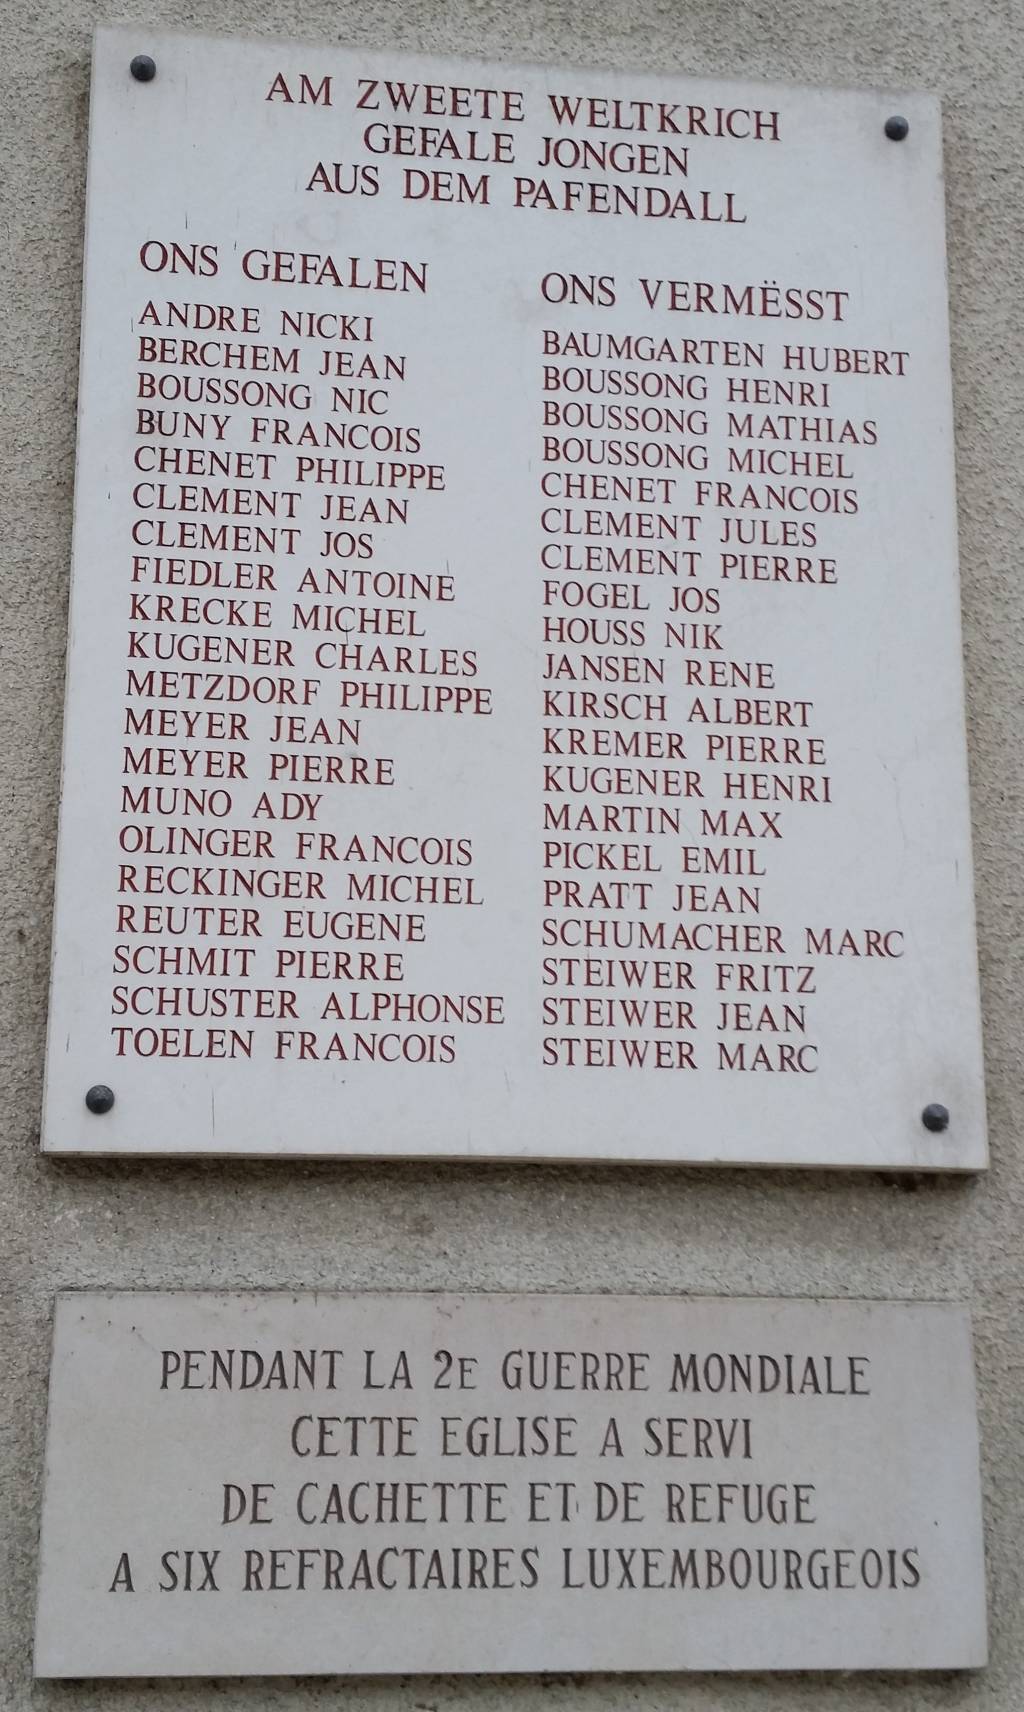 AM ZWEETE WELTKRICH
GEFALE JONGEN
AUS DEM PAFENDALL
ONS GEFALEN
ANDRE NICKI
BERCHEM JEAN
BOUSSONG NIC
BUNY FRANCOIS
CHENET PHILIPPE
CLEMENT JEAN
CLEMENT JOS
FIEDLER ANTOINE
KRECKE MICHEL
KUGENER CHARLES
METZDORF PHILIPPE
MEYER JEAN
MEYER PIERRE
MUNO ADY
OLINGER FRANCOIS
RECKINGER MICHEL
REUTER EUGENE
SCHMIT PIERRE
SCHUSTER ALPHONSE
TOELEN FRANCOIS
ONS VERMËSST
BAUMGARTEN HUBERT
BOUSSONG HENRI
BOUSSONG MATHIAS
BOUSSONG MICHEL
CHENET FRANCOIS
CLEMENT JULES
CLEMENT PIERRE
FOGEL JOS
HOUSS NIK
JANSEN RENE
KIRSCH ALBERT
KREMER PIERRE
KUGENER HENRI
MARTIN MAX
PICKEL EMIL
PRATT JEAN
SCHUMACHER MARC
STEIWER FRITZ
STEIWER JEAN
STEIWER MARC
PENDANT LA 2E GUERRE MONDIALE
CETTE EGLISE A SERVI
DE CACHETTE ET DE REFUGE
A SIX REFRACTAIRES LUXEMBOURGEOIS